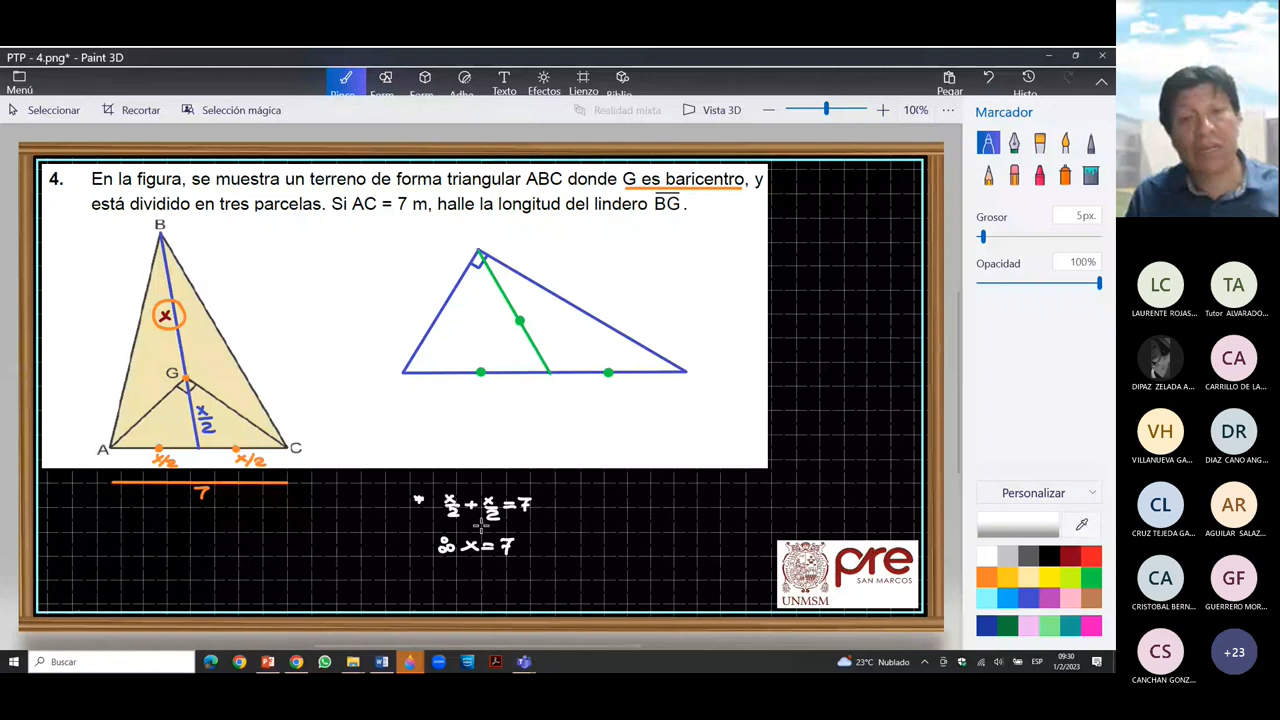 PTP - 4.png* - Paint 3D
Menú
Texto
Efectos
Lienzo
Pegar
Histo
Seleccionar
Recortar
Selección mágica
Realidad mixta
Vista 3D
100%
Marcador
Grosor
5px.
Opacidad
100%
Personalizar
4. En la figura, se muestra un terreno de forma triangular ABC donde G es baricentro, y
está dividido en tres parcelas. Si AC = 7 m, halle la longitud del lindero BG.
B
x
G
x/2
A
C
x/2
x/2
7
* x/2 + x/2 = 7
∴ x = 7
UNMSM
pre
SAN MARCOS
LC
LAURENTE ROJAS...
TA
Tutor ALVARADO...
DIPAZ ZELADA A...
CA
CARRILLO DE LA...
VH
VILLANUEVA GA...
DR
DIAZ CANO ANG...
CL
CRUZ TEJEDA GR...
AR
AGUILAR SALAZ...
CA
CRISTOBAL BERN...
GF
GUERRERO MOR...
CS
CANCHAN GONZ...
+23
Buscar
23°C Nublado
ESP
09:30
1/2/2023